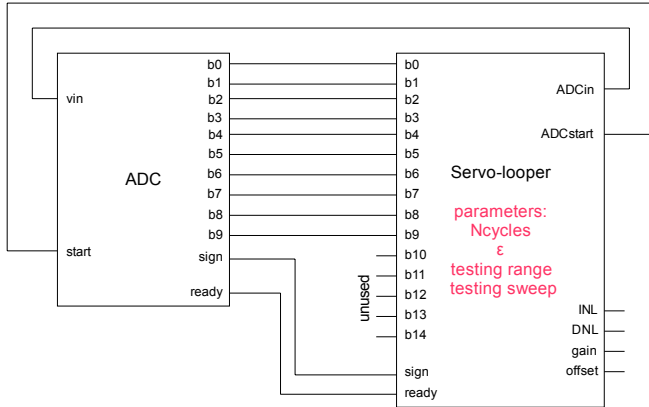 vin
start
ADC
b0
b1
b2
b3
b4
b5
b6
b7
b8
b9
sign
ready
b0
b1
b2
b3
b4
b5
b6
b7
b8
b9
b10
b11
b12
b13
b14
unused
sign
ready
Servo-looper
parameters:
Ncycles
ε
testing range
testing sweep
ADCin
ADCstart
INL
DNL
gain
offset